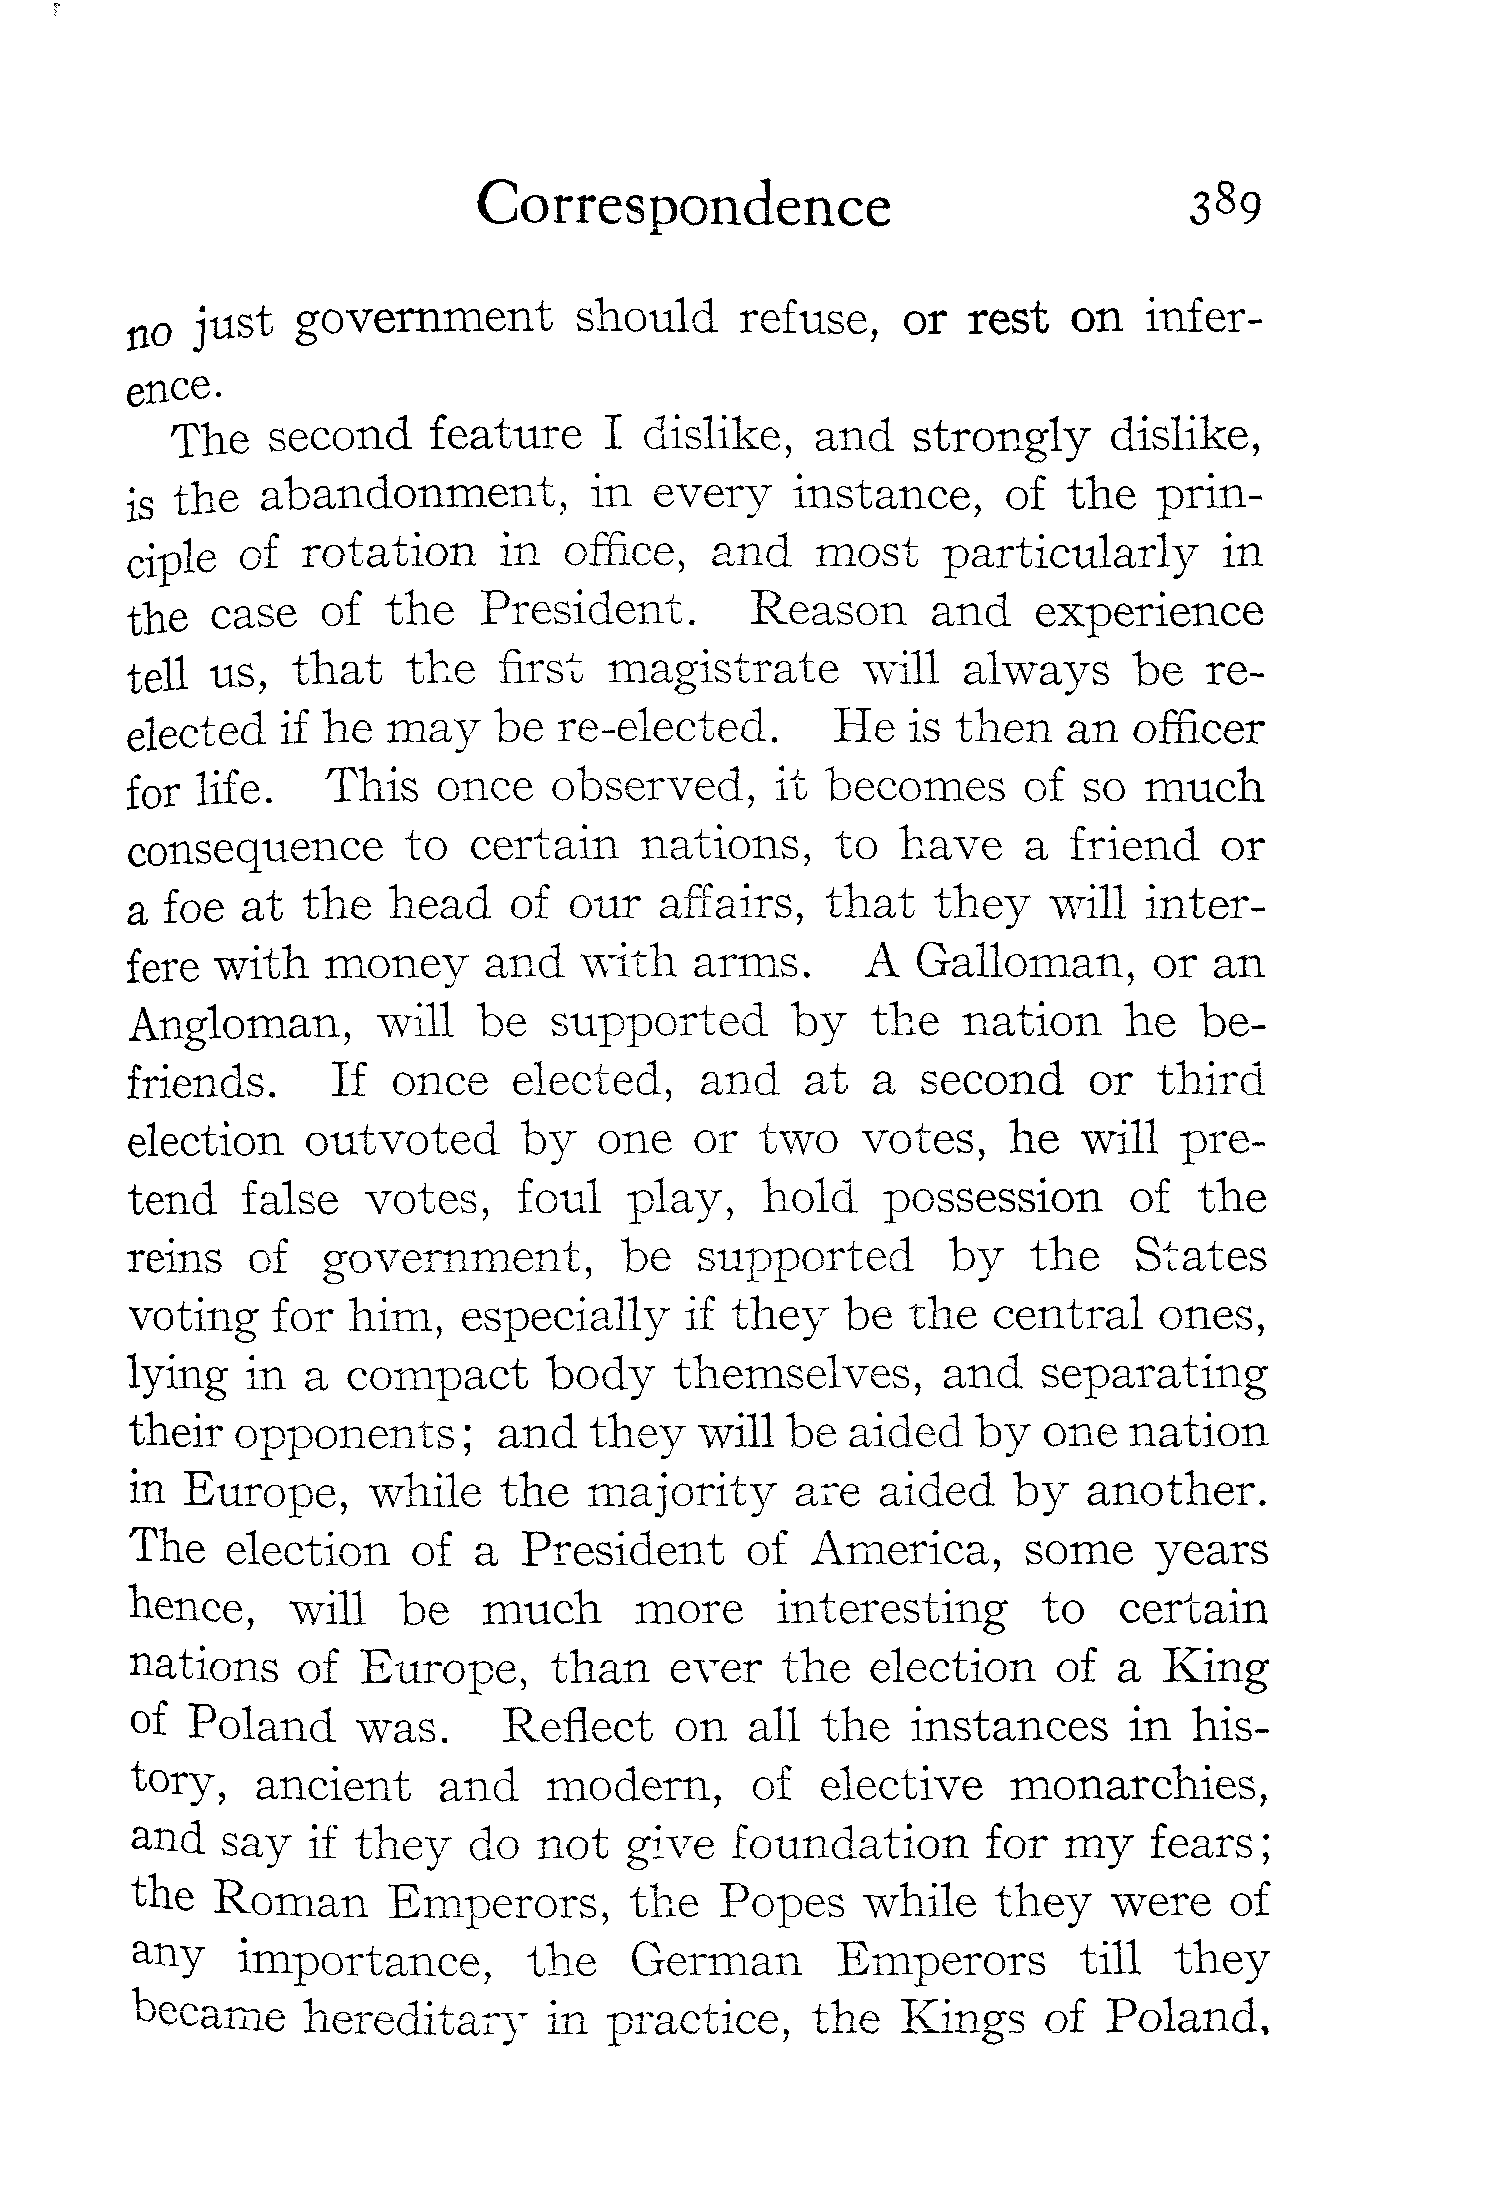 Correspondence 389
no just government should refuse, or rest on infer-
ence.
The second feature I dislike, and strongly dislike,
is the abandonment, in every instance, of the prin-
ciple of rotation in office, and most particularly in
the case of the President. Reason and experience
tell us, that the first magistrate will always be re-
elected if he may be re-elected. He is then an officer
for life. This once observed, it becomes of so much
consequence to certain nations, to have a friend or
a foe at the head of our affairs, that they will inter-
fere with money and with arms. A Galloman, or an
Angloman, will be supported by the nation he be-
friends. If once elected, and at a second or third
election outvoted by one or two votes, he will pre-
tend false votes, foul play, hold possession of the
reins of government, be supported by the States
voting for him, especially if they be the central ones,
lying in a compact body themselves, and separating
their opponents; and they will be aided by one nation
in Europe, while the majority are aided by another.
The election of a President of America, some years
hence, will be much more interesting to certain
nations of Europe, than ever the election of a King
of Poland was. Reflect on all the instances in his-
tory, ancient and modern, of elective monarchies,
and say if they do not give foundation for my fears;
the Roman Emperors, the Popes while they were of
any importance, the German Emperors till they
became hereditary in practice, the Kings of Poland,